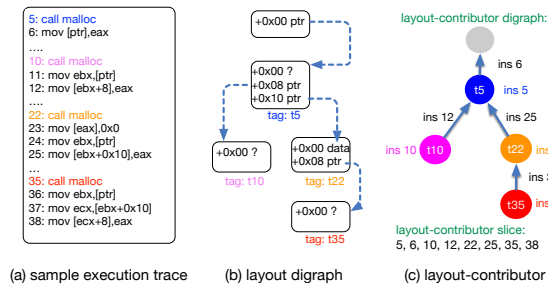 5: call malloc
6: mov [ptr],eax
....
10: call malloc
11: mov ebx,[ptr]
12: mov [ebx+8],eax
....
22: call malloc
23: mov [eax],0x0
24: mov ebx,[ptr]
25: mov [ebx+0x10],eax
...
35: call malloc
36: mov ebx,[ptr]
37: mov ecx,[ebx+0x10]
38: mov [ecx+8],eax
(a) sample execution trace
+0x00 ptr
+0x00 ?
+0x08 ptr
+0x10 ptr
tag: t5
+0x00 ?
tag: t10
+0x00 data
+0x08 ptr
tag: t22
+0x00 ?
tag: t35
(b) layout digraph
layout-contributor digraph:
ins 6
t5
ins 5
ins 12
ins 25
ins 10
t10
t22
ins
ins 3
t35
ins
layout-contributor slice:
5, 6, 10, 12, 22, 25, 35, 38
(c) layout-contributor